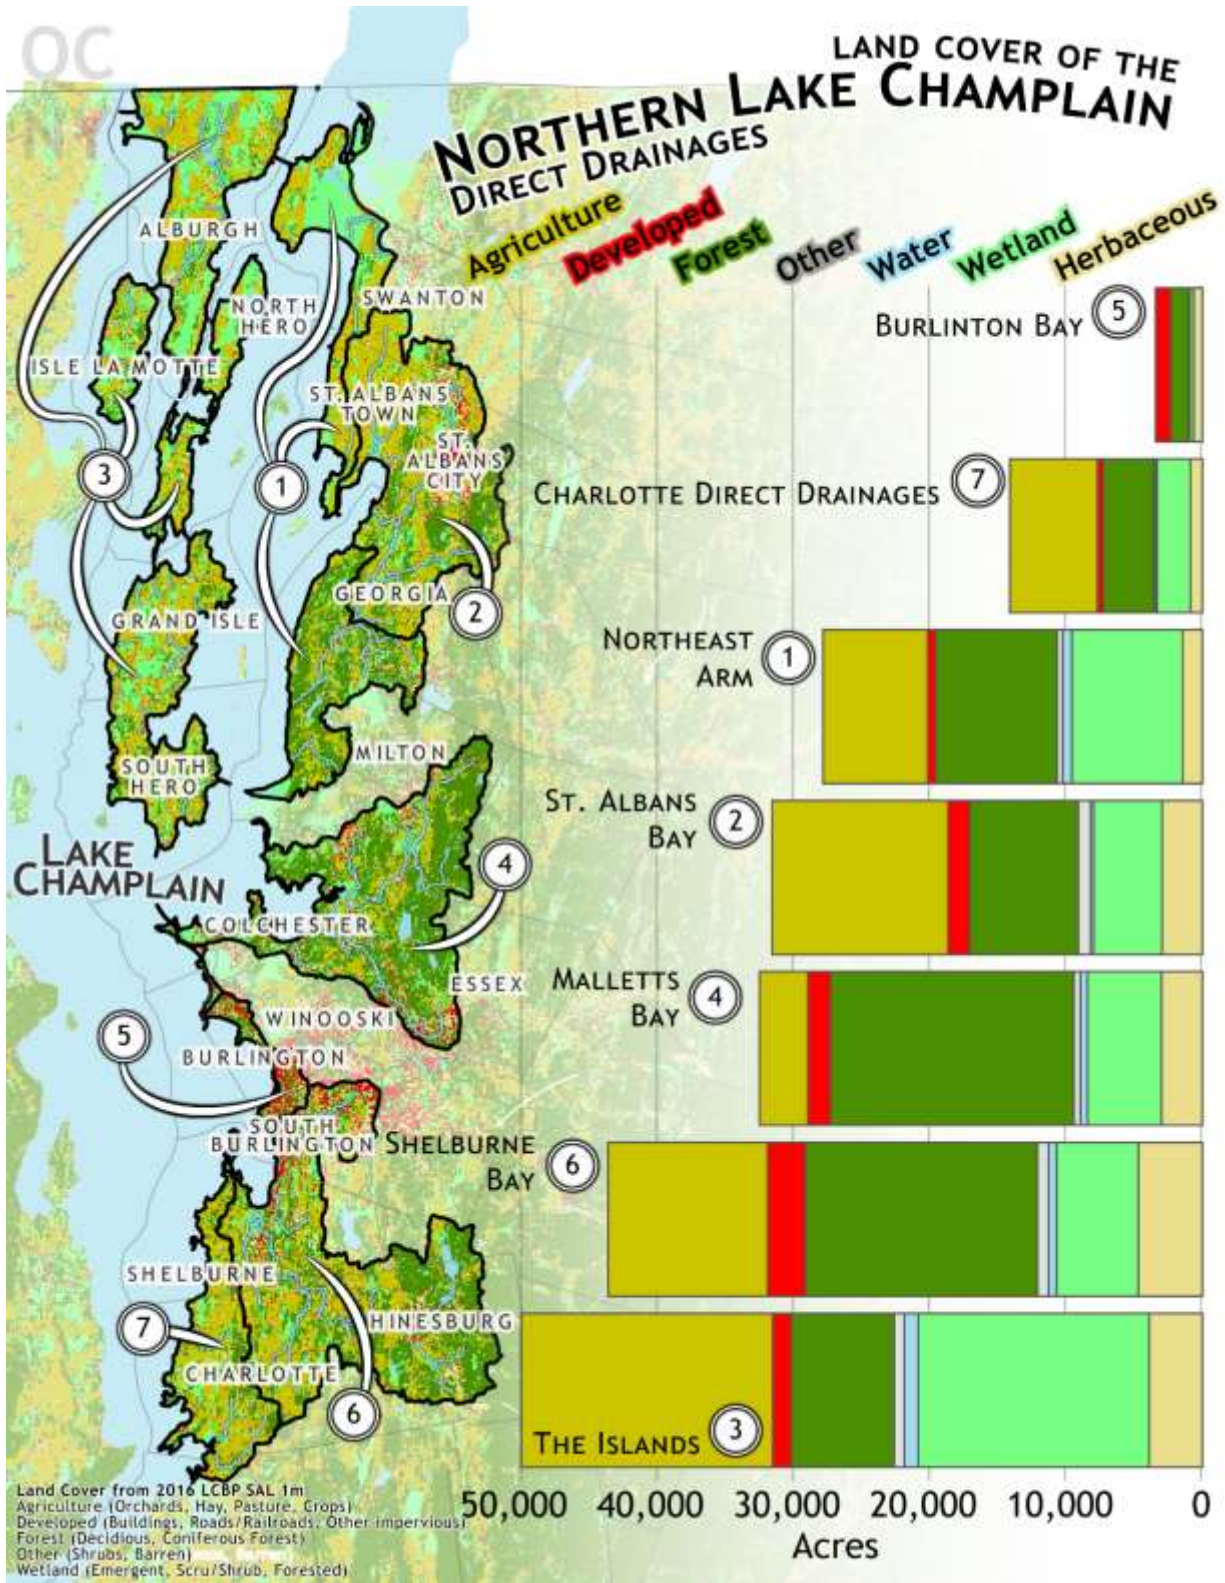 OC
LAND COVER OF THE
NORTHERN LAKE CHAMPLAIN
DIRECT DRAINAGES
Agriculture
Developed
Forest
Other
Water
Wetland
Herbaceous
ALBURGH
NORTH
HERO
SWANTON
ISLE LA MOTTE
ST. ALBANS
TOWN
ST.
ALBANS
CITY
3
1
GEORGIA
2
GRAND ISLE
MILTON
SOUTH
HERO
LAKE
CHAMPLAIN
4
COLCHESTER
ESSEX
WINOOSKI
5
BURLINGTON
SOUTH
BURLINGTON
SHELBURNE
7
HINESBURG
CHARLOTTE
6
BURLINTON BAY 5
CHARLOTTE DIRECT DRAINAGES 7
NORTHEAST
ARM 1
ST. ALBANS
BAY 2
MALLETTS
BAY 4
SHELBURNE
BAY 6
THE ISLANDS 3
50,000 40,000 30,000 20,000 10,000 0
Acres
Land Cover from 2016 LCBP SAL 1m
Agriculture (Orchards, Hay, Pasture, Crops)
Developed (Buildings, Roads/Railroads, Other impervious)
Forest (Decidious, Coniferous Forest)
Other (Shrubs, Barren)
Wetland (Emergent, Scru/Shrub, Forested)